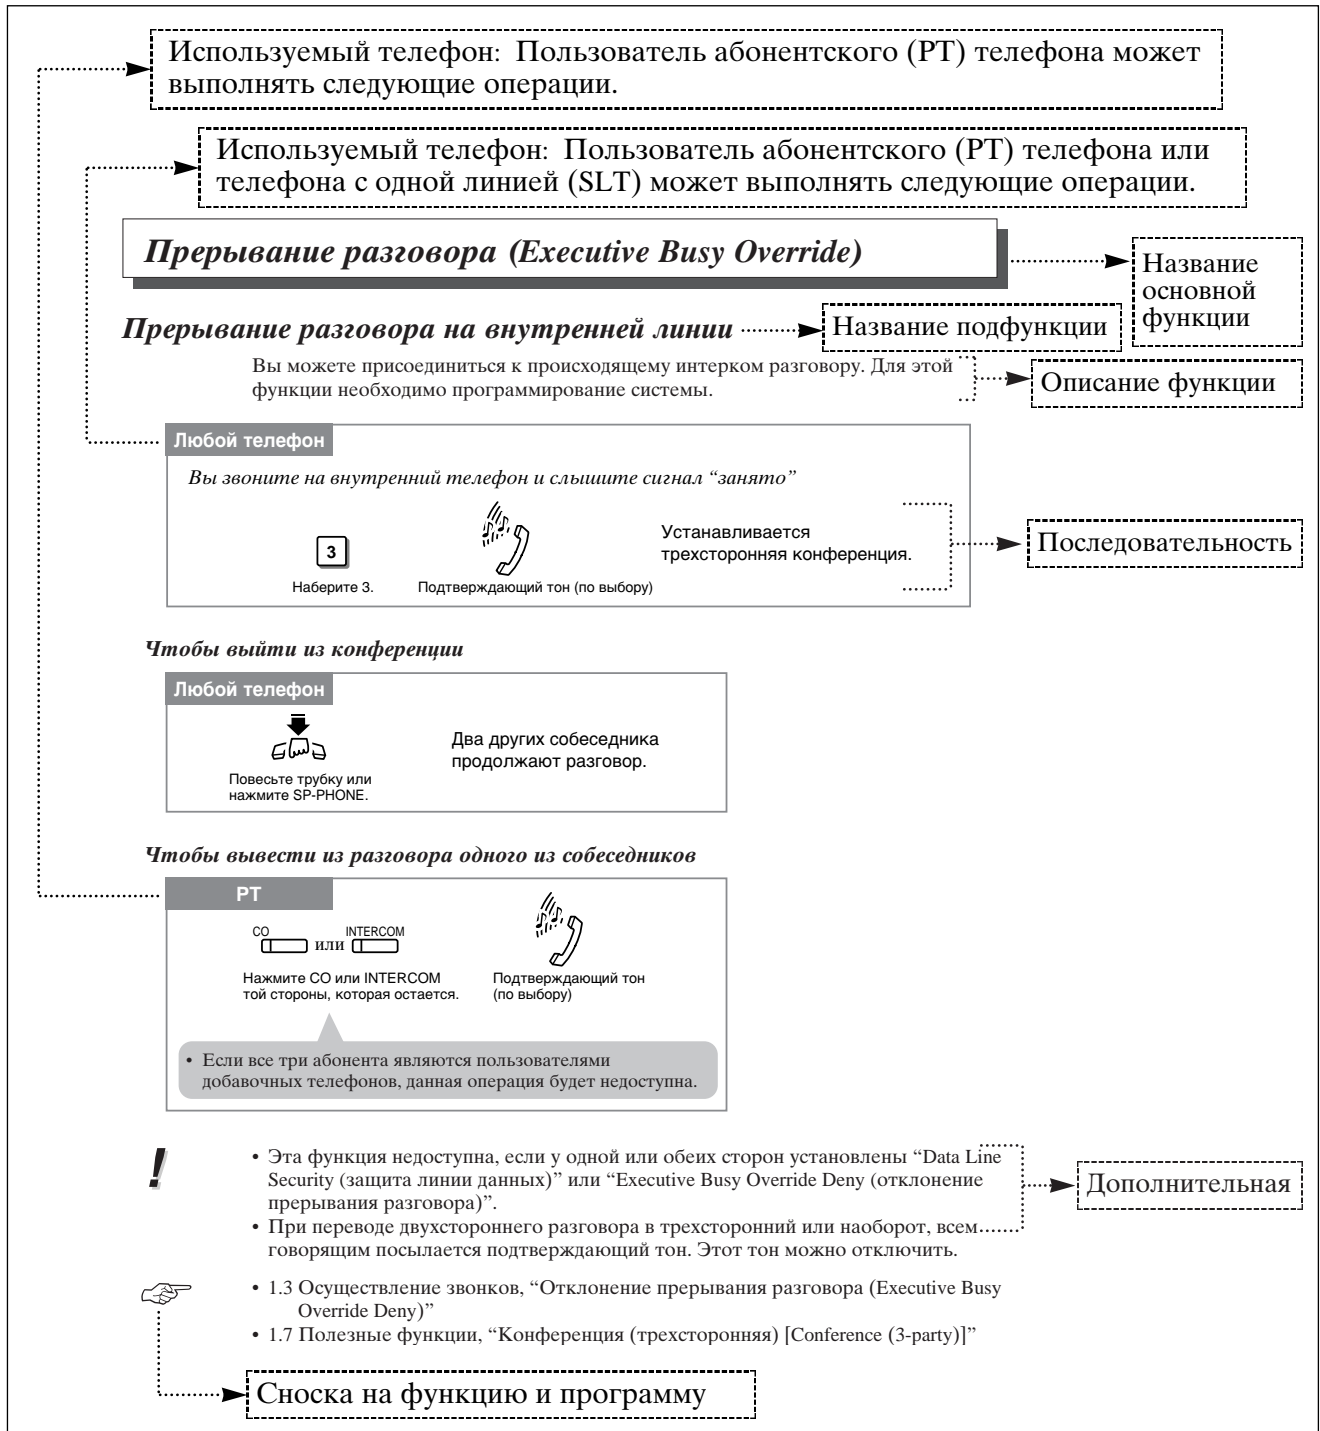 Используемый телефон: Пользователь абонентского (PT) телефона может
выполнять следующие операции.
Используемый телефон: Пользователь абонентского (PT) телефона или
телефона с одной линией (SLT) может выполнять следующие операции.
Прерывание разговора (Executive Busy Override)
Название
основной
функции
Прерывание разговора на внутренней линии
Название подфункции
Вы можете присоединиться к происходящему интерком разговору. Для этой
функции необходимо программирование системы.
Описание функции
Любой телефон
Вы звоните на внутренний телефон и слышите сигнал “занято”
3
Наберите 3.
Подтверждающий тон (по выбору)
Устанавливается
трехсторонняя конференция.
Последовательность
Чтобы выйти из конференции
Любой телефон
Повесьте трубку или
нажмите SP-PHONE.
Два других собеседника
продолжают разговор.
Чтобы вывести из разговора одного из собеседников
PT
CO или INTERCOM
Нажмите CO или INTERCOM
той стороны, которая остается.
Подтверждающий тон
(по выбору)
• Если все три абонента являются пользователями
добавочных телефонов, данная операция будет недоступна.
!
• Эта функция недоступна, если у одной или обеих сторон установлены “Data Line
Security (защита линии данных)” или “Executive Busy Override Deny (отклонение
прерывания разговора)”.
• При переводе двухстороннего разговора в трехсторонний или наоборот, всем
говорящим посылается подтверждающий тон. Этот тон можно отключить.
Дополнительная
• 1.3 Осуществление звонков, “Отклонение прерывания разговора (Executive Busy
Override Deny)”
• 1.7 Полезные функции, “Конференция (трехсторонняя) [Conference (3-party)]”
Сноска на функцию и программу